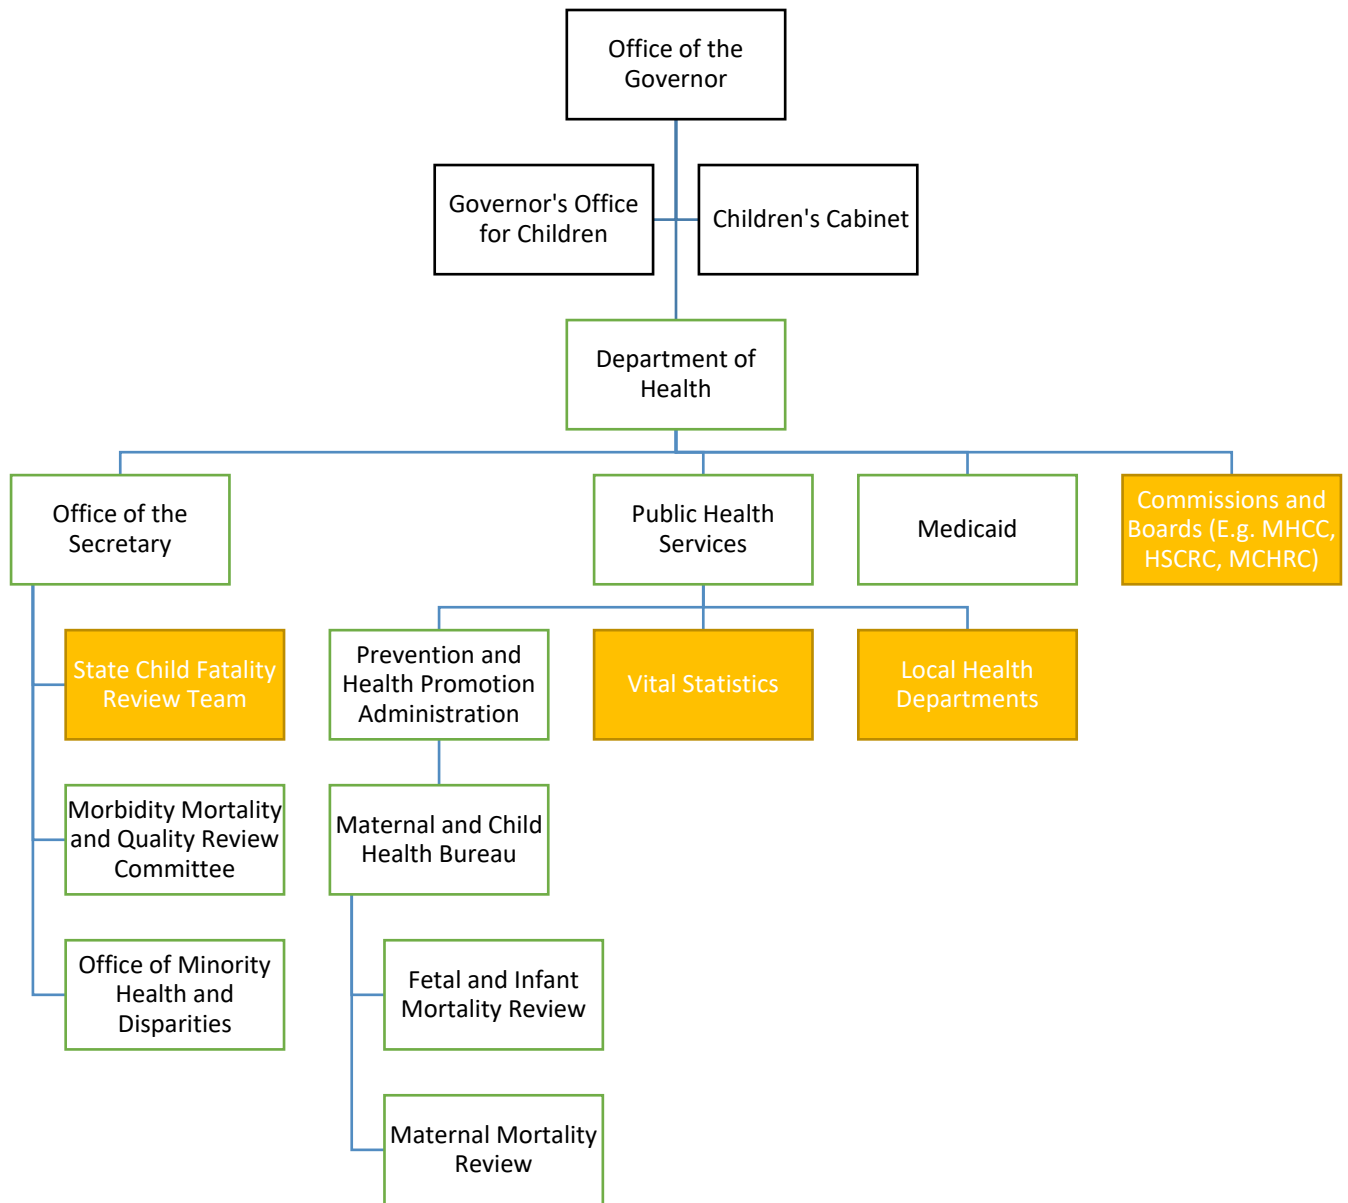 Office of the
Governor
Governor's Office
for Children
Children's Cabinet
Department of
Health
Office of the
Secretary
Public Health
Services
Medicaid
Commissions and
Boards (E.g. MHCC,
HSCRC, MCHRC)
State Child Fatality
Review Team
Prevention and
Health Promotion
Administration
Vital Statistics
Local Health
Departments
Morbidity Mortality
and Quality Review
Committee
Maternal and Child
Health Bureau
Office of Minority
Health and
Disparities
Fetal and Infant
Mortality Review
Maternal Mortality
Review